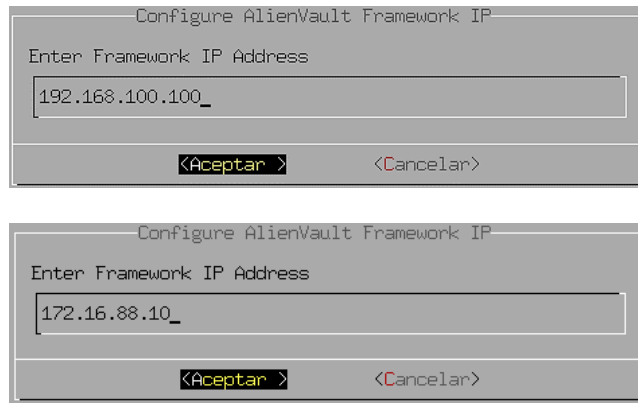 Configure AlienVault Framework IP
Enter Framework IP Address
192.168.100.100_
<Aceptar > <Cancelar>
Configure AlienVault Framework IP
Enter Framework IP Address
172.16.88.10_
<Aceptar > <Cancelar>